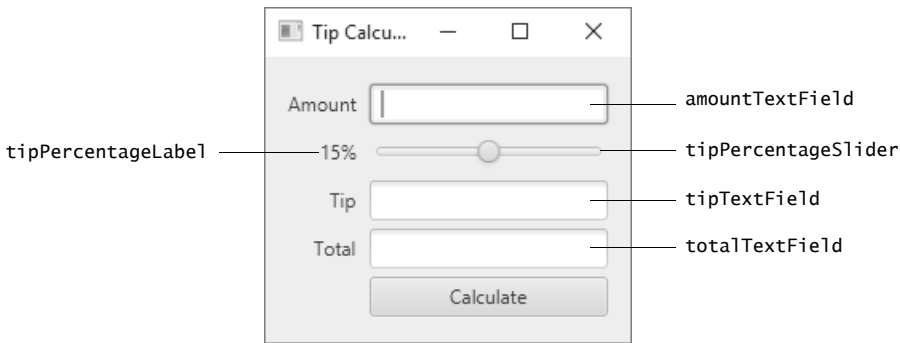 Tip Calcu...
Amount
amountTextField
tipPercentageLabel
15%
tipPercentageSlider
Tip
tipTextField
Total
totalTextField
Calculate